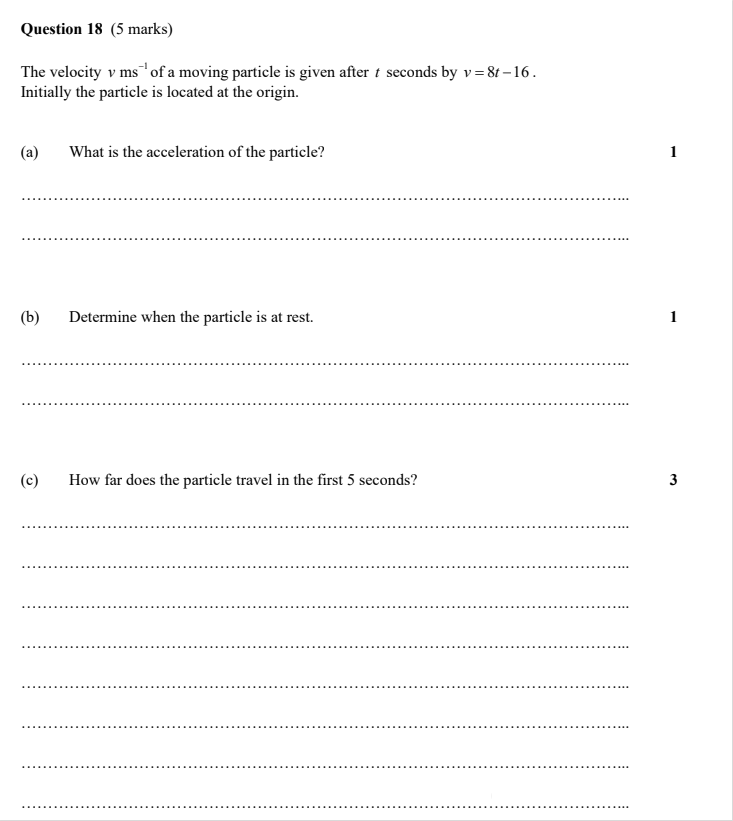 Question 18 (5 marks)
The velocity v ms⁻¹ of a moving particle is given after t seconds by v = 8t − 16 .
Initially the particle is located at the origin.
(a) What is the acceleration of the particle? 1
(b) Determine when the particle is at rest. 1
(c) How far does the particle travel in the first 5 seconds? 3